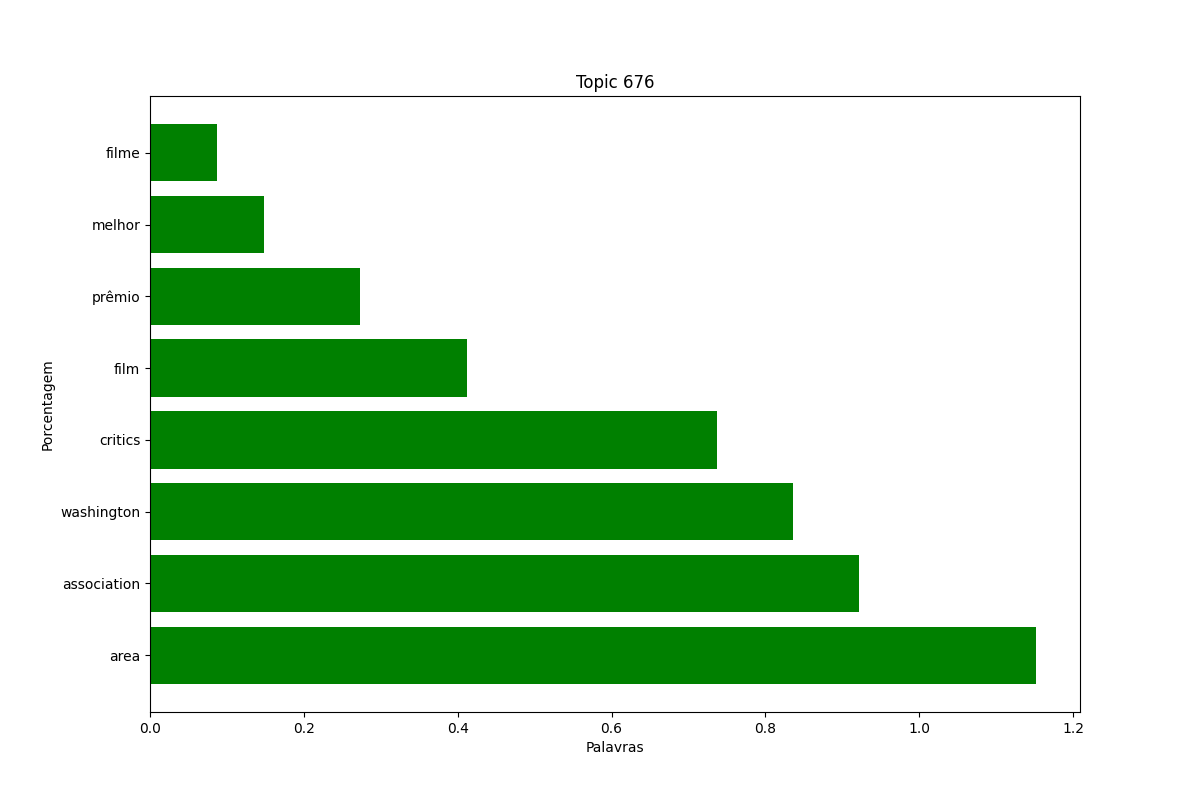 Topic 676
filme
melhor
prêmio
film
critics
washington
association
area
Porcentagem
0.0 0.2 0.4 0.6 0.8 1.0 1.2
Palavras